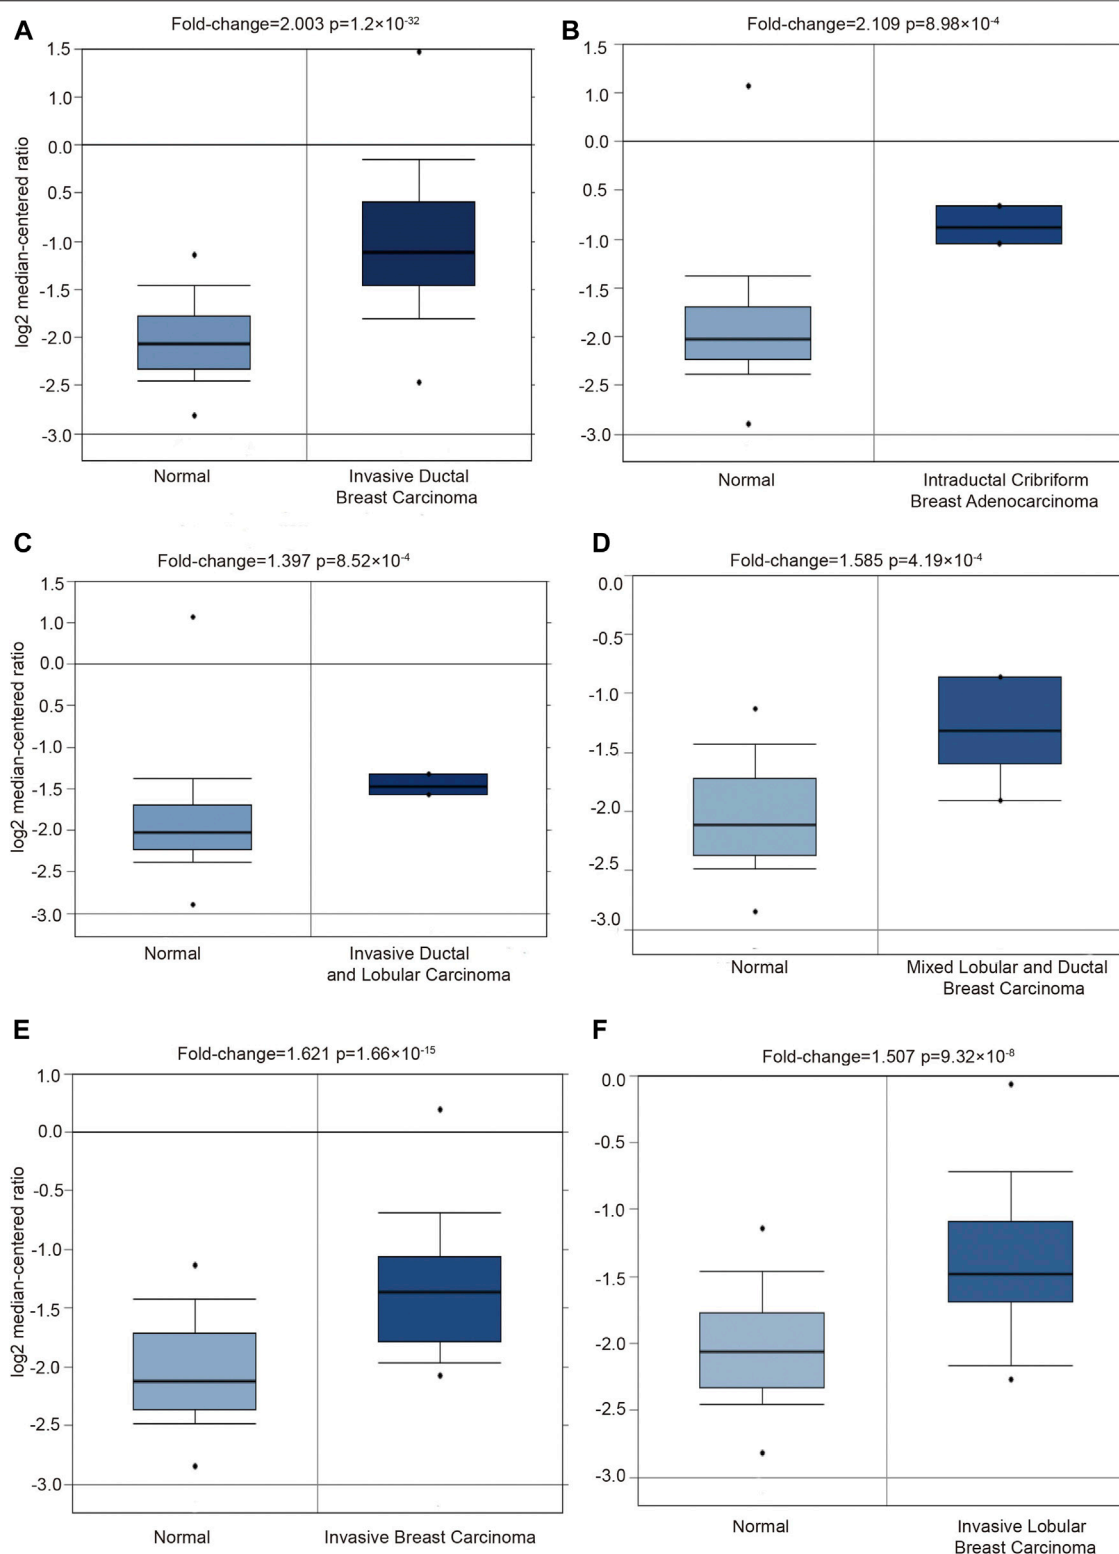 A
Fold-change=2.003 p=1.2×10-32
log2 median-centered ratio
1.5
1.0
0.0
0.5
-1.0
-1.5
-2.0
-2.5
-3.0
Normal
Invasive Ductal
Breast Carcinoma
B
Fold-change=2.109 p=8.98×10-4
1.5
1.0
0.0
0.5
-1.0
-1.5
-2.0
-2.5
-3.0
Normal
Intraductal Cribriform
Breast Adenocarcinoma
C
Fold-change=1.397 p=8.52×10-4
log2 median-centered ratio
1.5
1.0
0.0
0.5
-1.0
-1.5
-2.0
-2.5
-3.0
Normal
Invasive Ductal
and Lobular Carcinoma
D
Fold-change=1.585 p=4.19×10-4
0.0
-0.5
-1.0
-1.5
-2.0
-2.5
-3.0
Normal
Mixed Lobular and Ductal
Breast Carcinoma
E
Fold-change=1.621 p=1.66×10-15
log2 median-centered ratio
1.0
0.0
-0.5
-1.0
-1.5
-2.0
-2.5
-3.0
Normal
Invasive Breast Carcinoma
F
Fold-change=1.507 p=9.32×10-8
0.0
-0.5
-1.0
-1.5
-2.0
-2.5
-3.0
Normal
Invasive Lobular
Breast Carcinoma